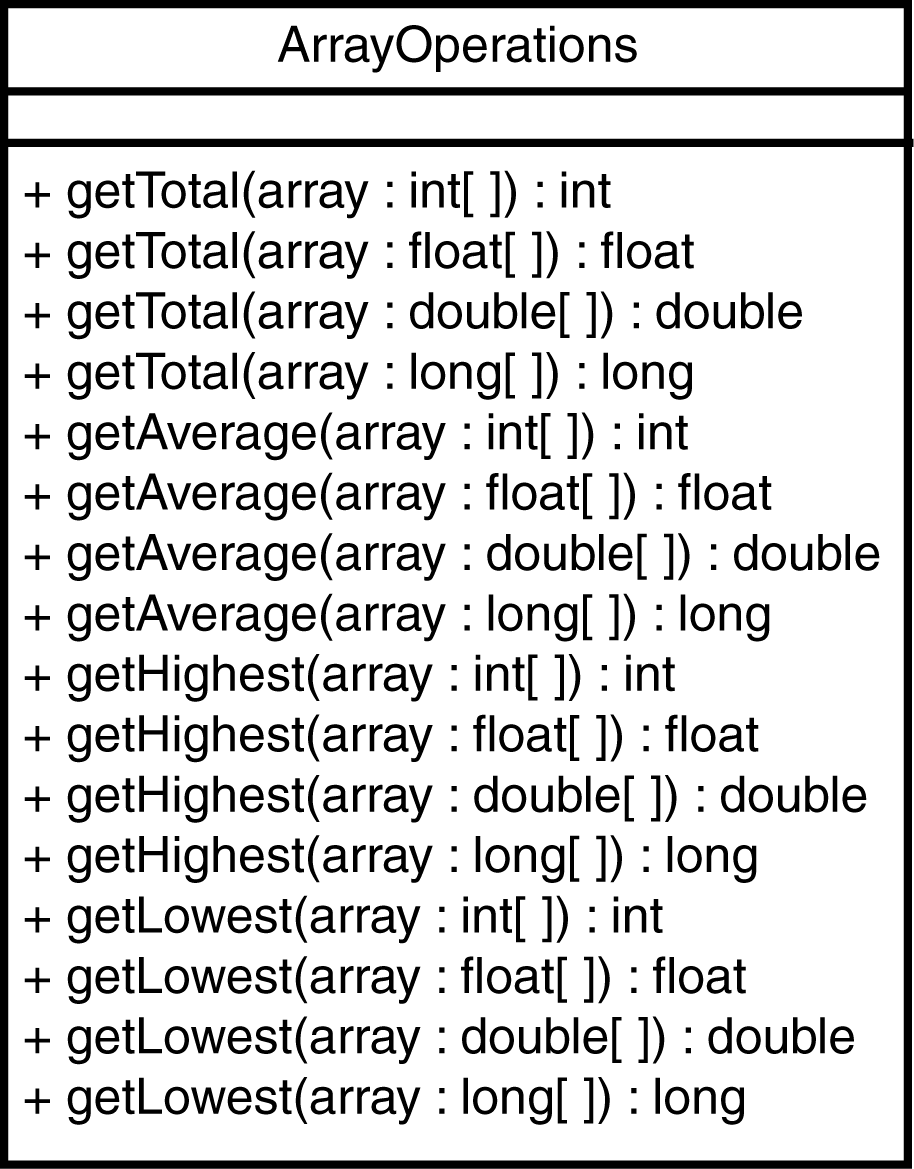 ArrayOperations
+ getTotal(array : int[ ]) : int
+ getTotal(array : float[ ]) : float
+ getTotal(array : double[ ]) : double
+ getTotal(array : long[ ]) : long
+ getAverage(array : int[ ]) : int
+ getAverage(array : float[ ]) : float
+ getAverage(array : double[ ]) : double
+ getAverage(array : long[ ]) : long
+ getHighest(array : int[ ]) : int
+ getHighest(array : float[ ]) : float
+ getHighest(array : double[ ]) : double
+ getHighest(array : long[ ]) : long
+ getLowest(array : int[ ]) : int
+ getLowest(array : float[ ]) : float
+ getLowest(array : double[ ]) : double
+ getLowest(array : long[ ]) : long